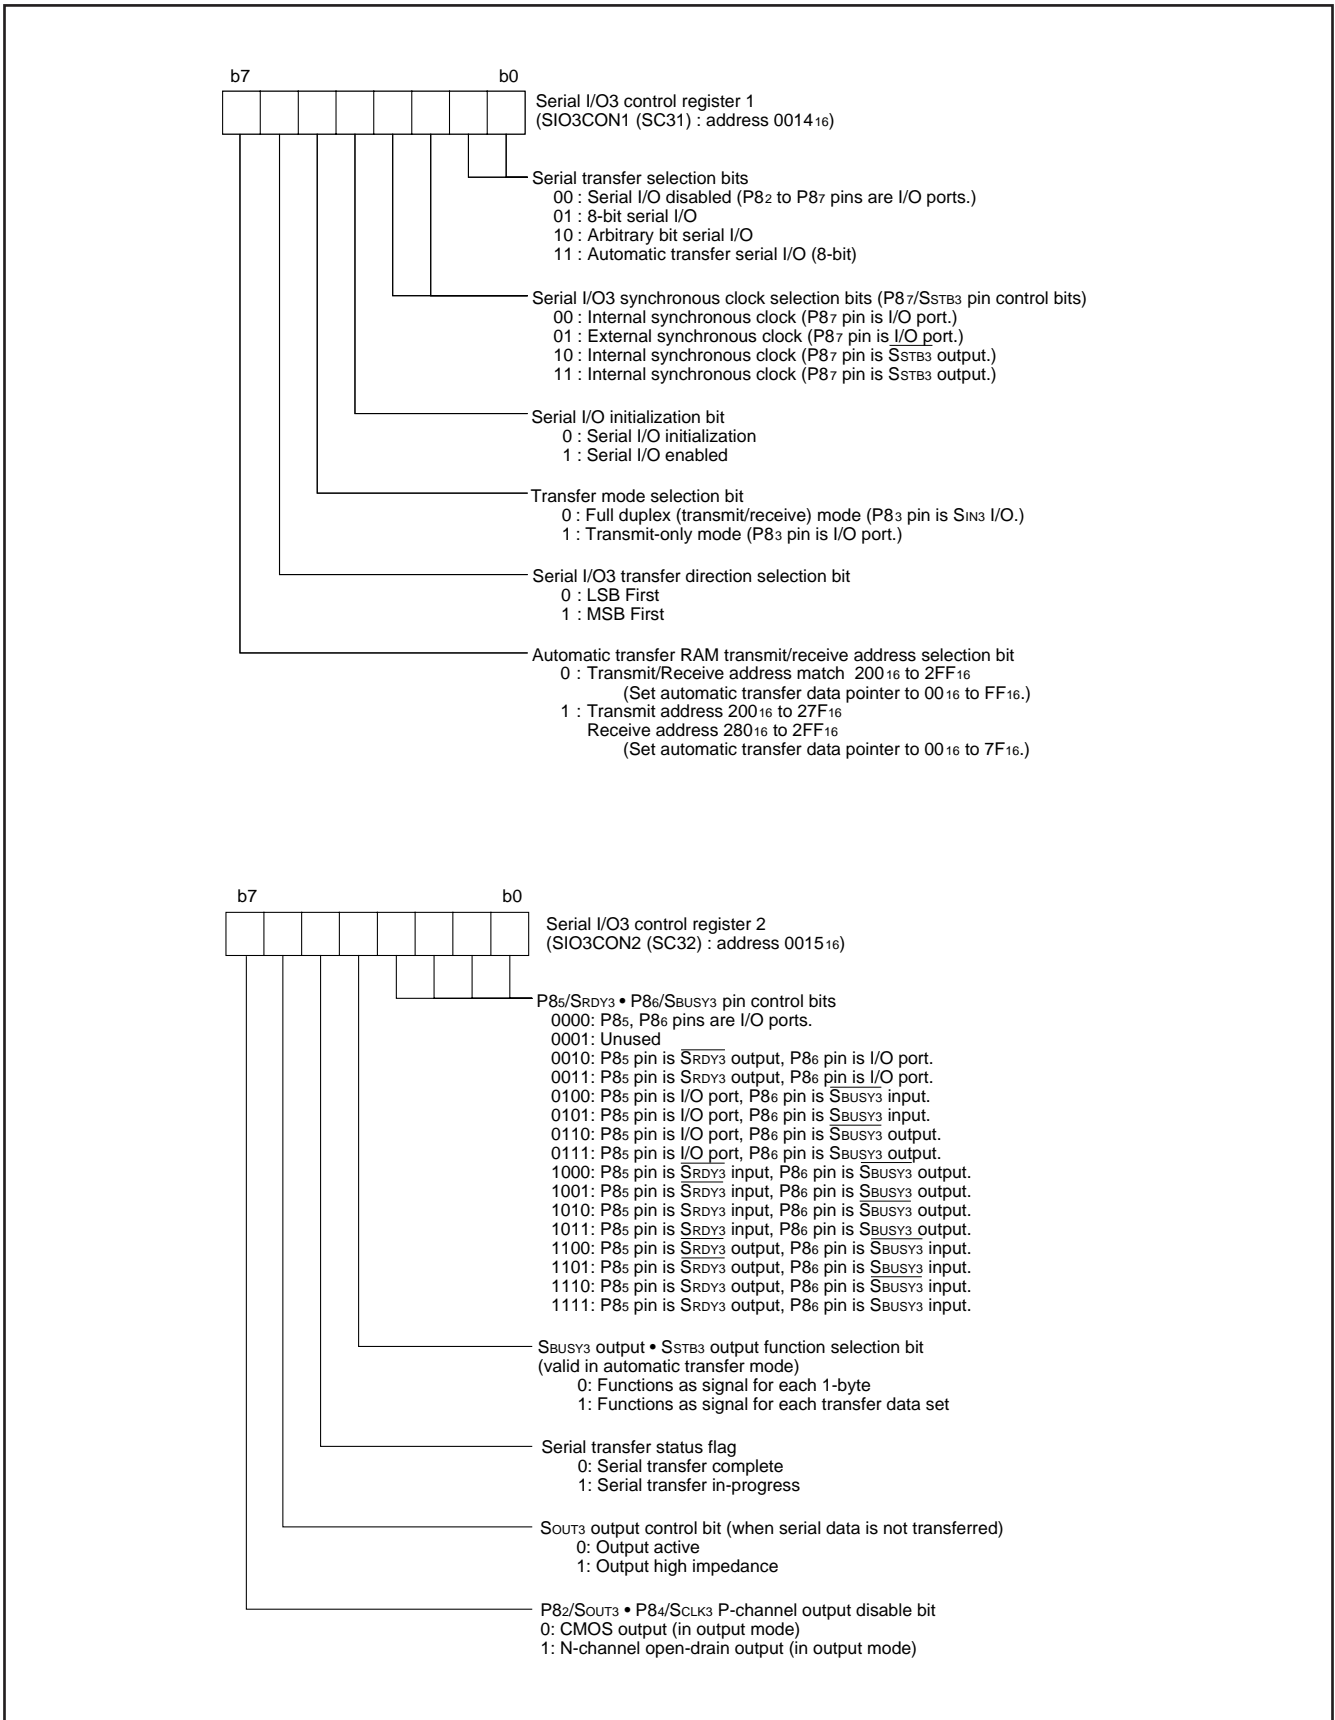 b7 b0
Serial I/O3 control register 1
(SIO3CON1 (SC31) : address 0014₁₆)
Serial transfer selection bits
00 : Serial I/O disabled (P8₂ to P8₇ pins are I/O ports.)
01 : 8-bit serial I/O
10 : Arbitrary bit serial I/O
11 : Automatic transfer serial I/O (8-bit)
Serial I/O3 synchronous clock selection bits (P8₇/SSTB3 pin control bits)
00 : Internal synchronous clock (P8₇ pin is I/O port.)
01 : External synchronous clock (P8₇ pin is I/O port.)
10 : Internal synchronous clock (P8₇ pin is S̅S̅T̅B̅3̅ output.)
11 : Internal synchronous clock (P8₇ pin is SSTB3 output.)
Serial I/O initialization bit
0 : Serial I/O initialization
1 : Serial I/O enabled
Transfer mode selection bit
0 : Full duplex (transmit/receive) mode (P8₃ pin is SIN3 I/O.)
1 : Transmit-only mode (P8₃ pin is I/O port.)
Serial I/O3 transfer direction selection bit
0 : LSB First
1 : MSB First
Automatic transfer RAM transmit/receive address selection bit
0 : Transmit/Receive address match 200₁₆ to 2FF₁₆
(Set automatic transfer data pointer to 00₁₆ to FF₁₆.)
1 : Transmit address 200₁₆ to 27F₁₆
Receive address 280₁₆ to 2FF₁₆
(Set automatic transfer data pointer to 00₁₆ to 7F₁₆.)
b7 b0
Serial I/O3 control register 2
(SIO3CON2 (SC32) : address 0015₁₆)
P8₅/SRDY3 • P8₆/SBUSY3 pin control bits
0000: P8₅, P8₆ pins are I/O ports.
0001: Unused
0010: P8₅ pin is S̅R̅D̅Y̅3̅ output, P8₆ pin is I/O port.
0011: P8₅ pin is SRDY3 output, P8₆ pin is I/O port.
0100: P8₅ pin is I/O port, P8₆ pin is S̅B̅U̅S̅Y̅3̅ input.
0101: P8₅ pin is I/O port, P8₆ pin is SBUSY3 input.
0110: P8₅ pin is I/O port, P8₆ pin is S̅B̅U̅S̅Y̅3̅ output.
0111: P8₅ pin is I/O port, P8₆ pin is SBUSY3 output.
1000: P8₅ pin is S̅R̅D̅Y̅3̅ input, P8₆ pin is S̅B̅U̅S̅Y̅3̅ output.
1001: P8₅ pin is S̅R̅D̅Y̅3̅ input, P8₆ pin is SBUSY3 output.
1010: P8₅ pin is SRDY3 input, P8₆ pin is S̅B̅U̅S̅Y̅3̅ output.
1011: P8₅ pin is SRDY3 input, P8₆ pin is SBUSY3 output.
1100: P8₅ pin is S̅R̅D̅Y̅3̅ output, P8₆ pin is S̅B̅U̅S̅Y̅3̅ input.
1101: P8₅ pin is S̅R̅D̅Y̅3̅ output, P8₆ pin is SBUSY3 input.
1110: P8₅ pin is SRDY3 output, P8₆ pin is S̅B̅U̅S̅Y̅3̅ input.
1111: P8₅ pin is SRDY3 output, P8₆ pin is SBUSY3 input.
SBUSY3 output • SSTB3 output function selection bit
(valid in automatic transfer mode)
0: Functions as signal for each 1-byte
1: Functions as signal for each transfer data set
Serial transfer status flag
0: Serial transfer complete
1: Serial transfer in-progress
SOUT3 output control bit (when serial data is not transferred)
0: Output active
1: Output high impedance
P8₂/SOUT3 • P8₄/SCLK3 P-channel output disable bit
0: CMOS output (in output mode)
1: N-channel open-drain output (in output mode)